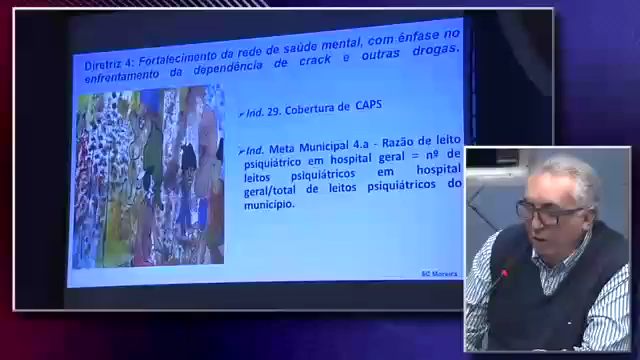 Diretriz 4: Fortalecimento da rede de saúde mental, com ênfase no
enfrentamento da dependência de crack e outras drogas.
➢Ind. 29. Cobertura de CAPS
➢Ind. Meta Municipal 4.a - Razão de leito
psiquiátrico em hospital geral = nº de
leitos psiquiátricos em hospital
geral/total de leitos psiquiátricos do
município.
SC Moreira